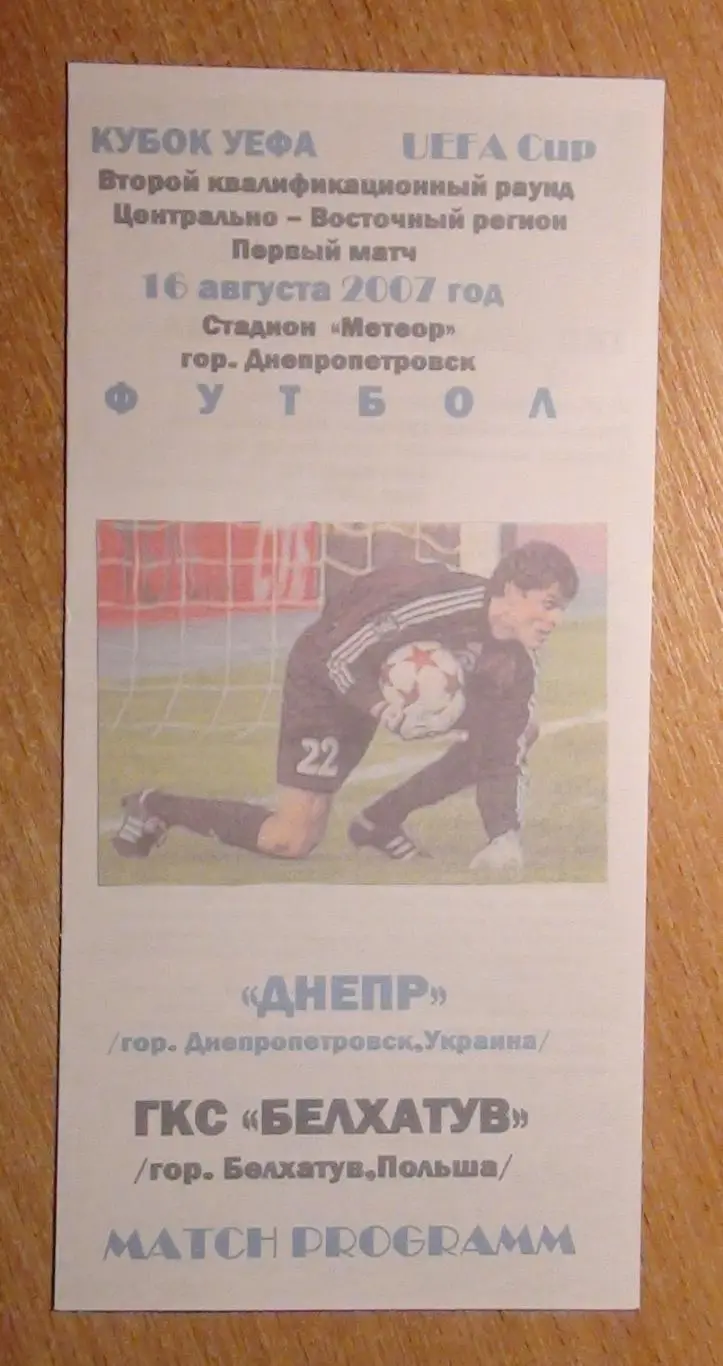 КУБОК УЕФА UEFA Cup
Второй квалификационный раунд
Центрально – Восточный регион
Первый матч
16 августа 2007 год
Стадион «Метеор»
гор. Днепропетровск
ФУТБОЛ
22
«ДНЕПР»
/гор. Днепропетровск,Украина/
ГКС «БЕЛХАТУВ»
/гор. Белхатув,Польша/
MATCH PROGRAMM